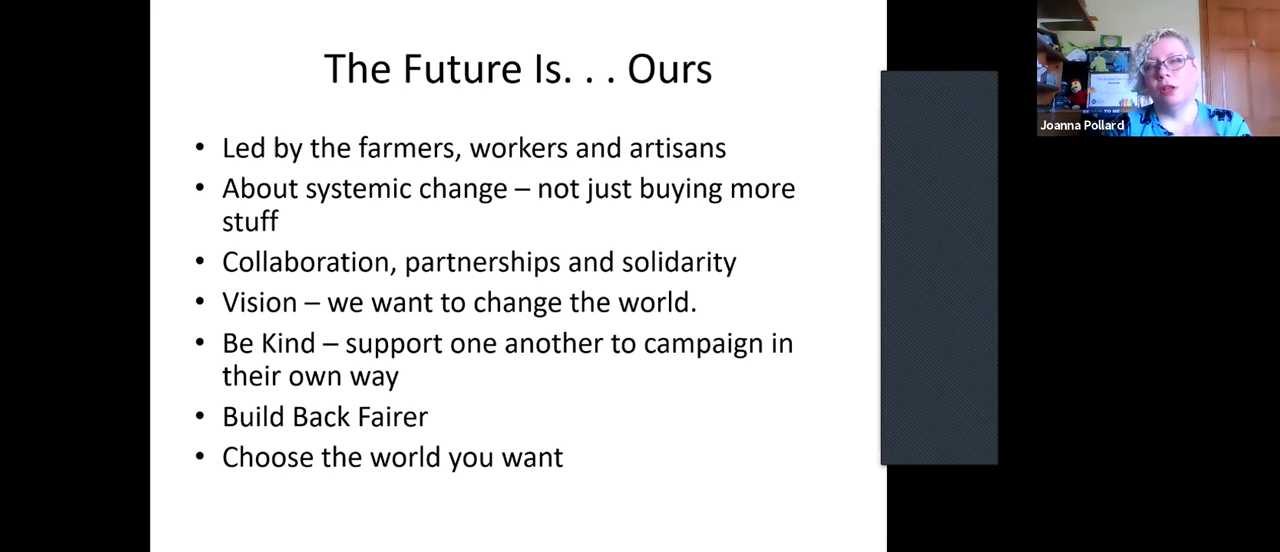 The Future Is. . . Ours
• Led by the farmers, workers and artisans
• About systemic change – not just buying more
stuff
• Collaboration, partnerships and solidarity
• Vision – we want to change the world.
• Be Kind – support one another to campaign in
their own way
• Build Back Fairer
• Choose the world you want
Joanna Pollard